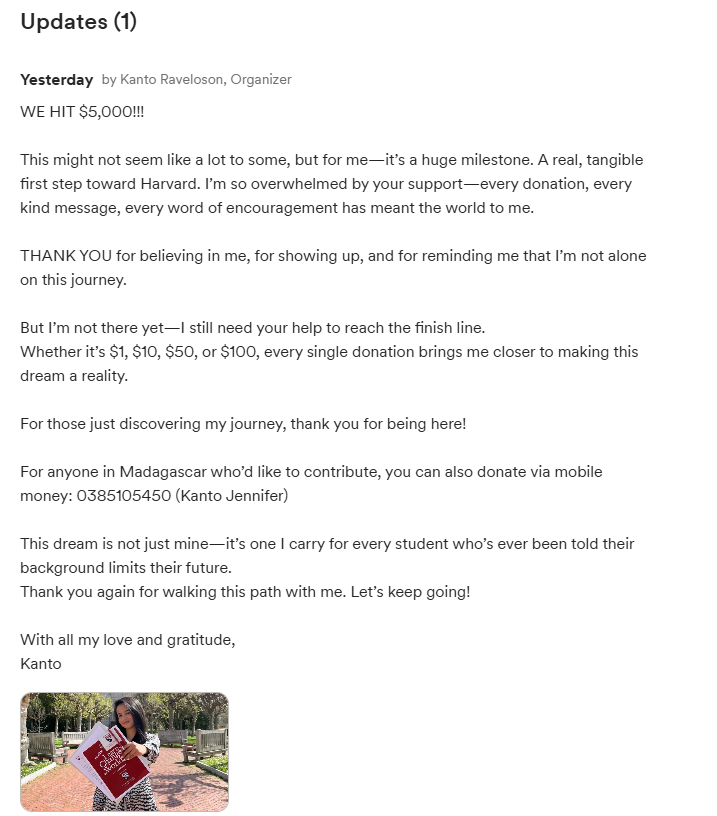 Updates (1)
Yesterday by Kanto Raveloson, Organizer
WE HIT $5,000!!!
This might not seem like a lot to some, but for me—it’s a huge milestone. A real, tangible
first step toward Harvard. I’m so overwhelmed by your support—every donation, every
kind message, every word of encouragement has meant the world to me.
THANK YOU for believing in me, for showing up, and for reminding me that I’m not alone
on this journey.
But I’m not there yet—I still need your help to reach the finish line.
Whether it’s $1, $10, $50, or $100, every single donation brings me closer to making this
dream a reality.
For those just discovering my journey, thank you for being here!
For anyone in Madagascar who’d like to contribute, you can also donate via mobile
money: 0385105450 (Kanto Jennifer)
This dream is not just mine—it’s one I carry for every student who’s ever been told their
background limits their future.
Thank you again for walking this path with me. Let’s keep going!
With all my love and gratitude,
Kanto